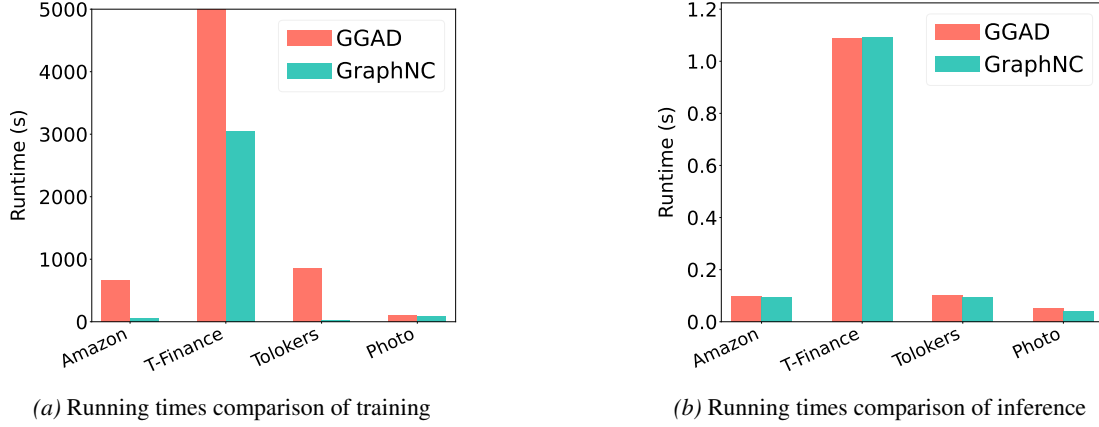 5000
4000
3000
2000
1000
0
Runtime (s)
GGAD
GraphNC
Amazon
T-Finance
Tolokers
Photo
(a) Running times comparison of training
1.2
1.0
0.8
0.6
0.4
0.2
0.0
Runtime (s)
GGAD
GraphNC
Amazon
T-Finance
Tolokers
Photo
(b) Running times comparison of inference